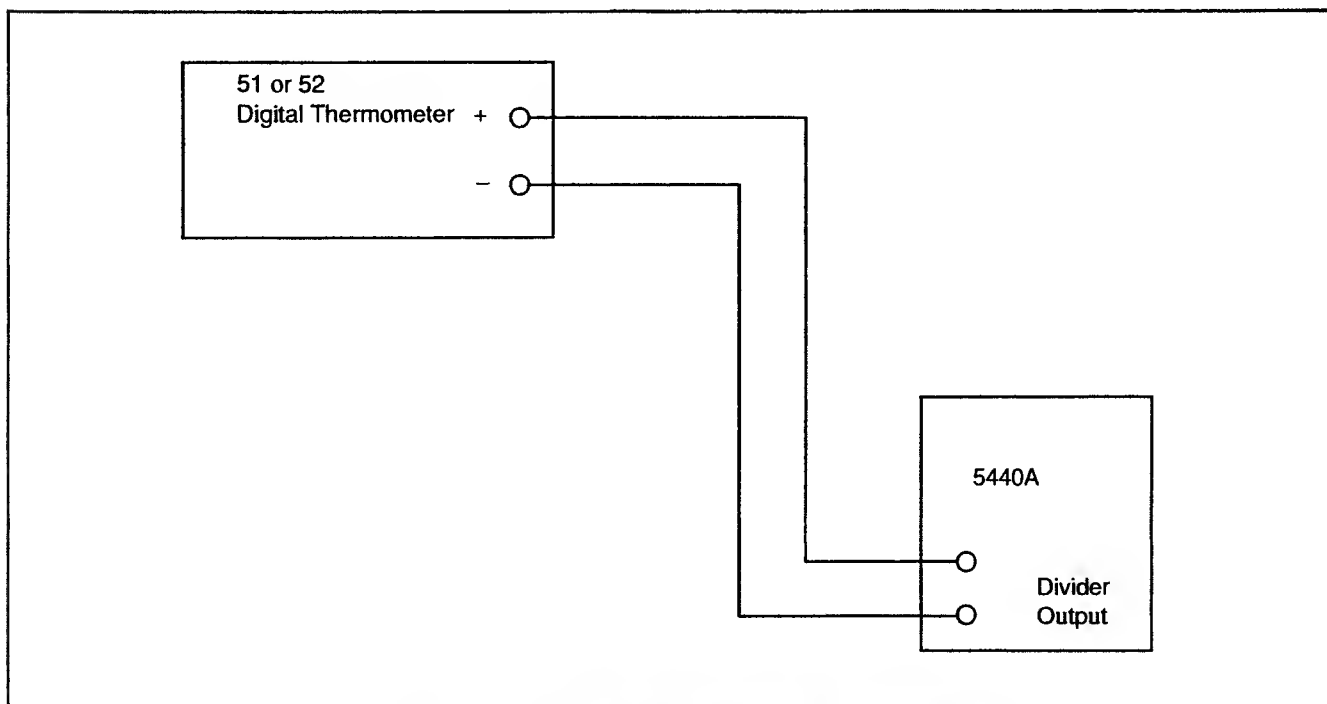 51 or 52
Digital Thermometer +
–
5440A
Divider
Output